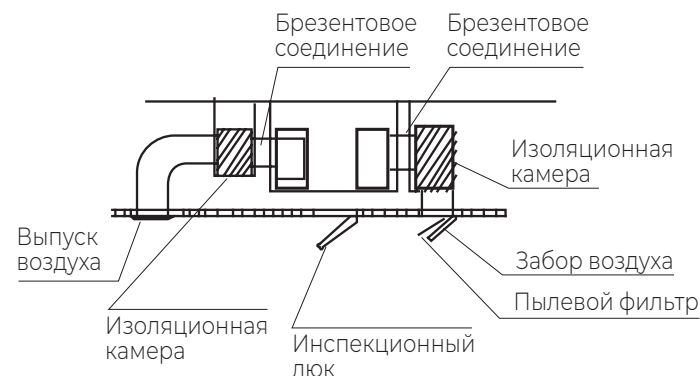 Брезентовое
соединение
Брезентовое
соединение
Изоляционная
камера
Выпуск
воздуха
Забор воздуха
Пылевой фильтр
Изоляционная
камера
Инспекционный
люк